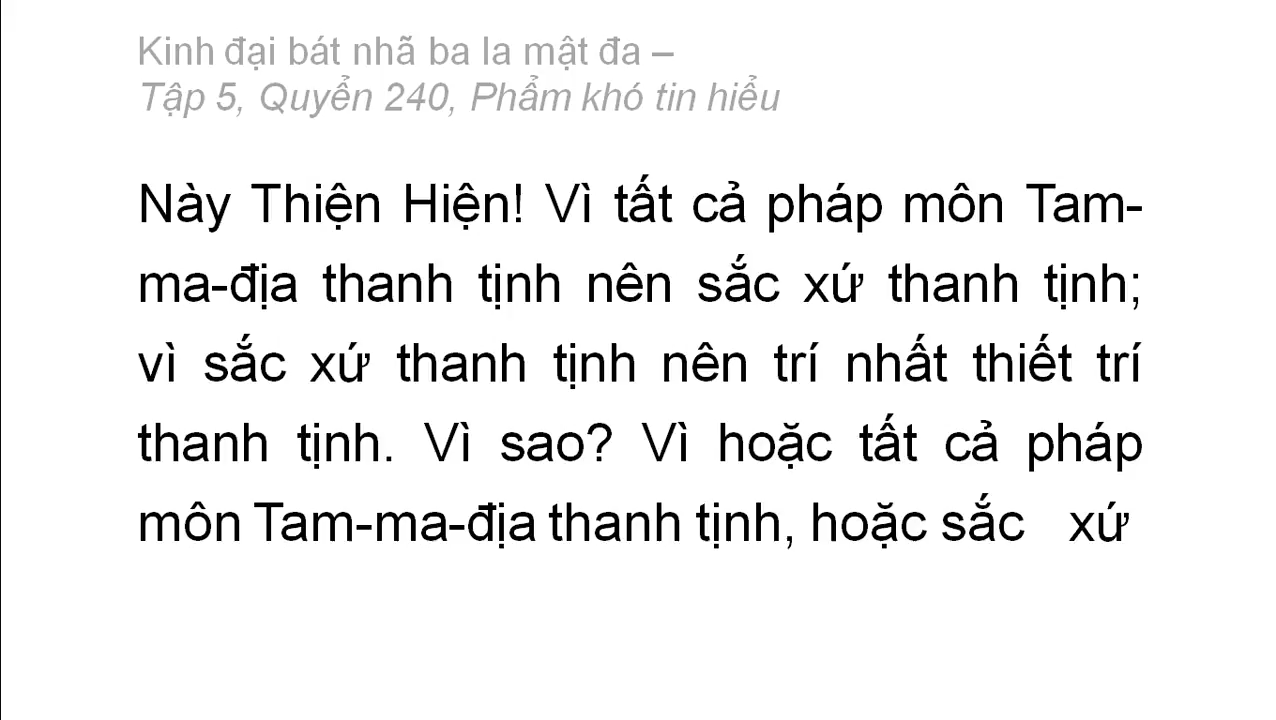 Kinh đại bát nhã ba la mật đa –
Tập 5, Quyển 240, Phẩm khó tin hiểu
Này Thiện Hiện! Vì tất cả pháp môn Tam-
ma-địa thanh tịnh nên sắc xứ thanh tịnh;
vì sắc xứ thanh tịnh nên trí nhất thiết trí
thanh tịnh. Vì sao? Vì hoặc tất cả pháp
môn Tam-ma-địa thanh tịnh, hoặc sắc xứ